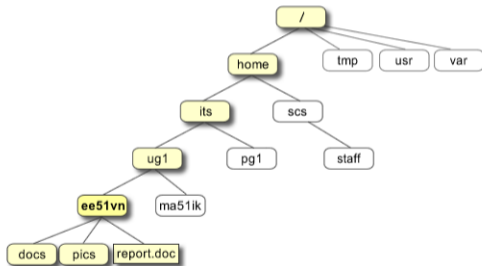 /
home tmp usr var
its scs
ug1 pg1 staff
ee51vn ma51ik
docs pics report.doc